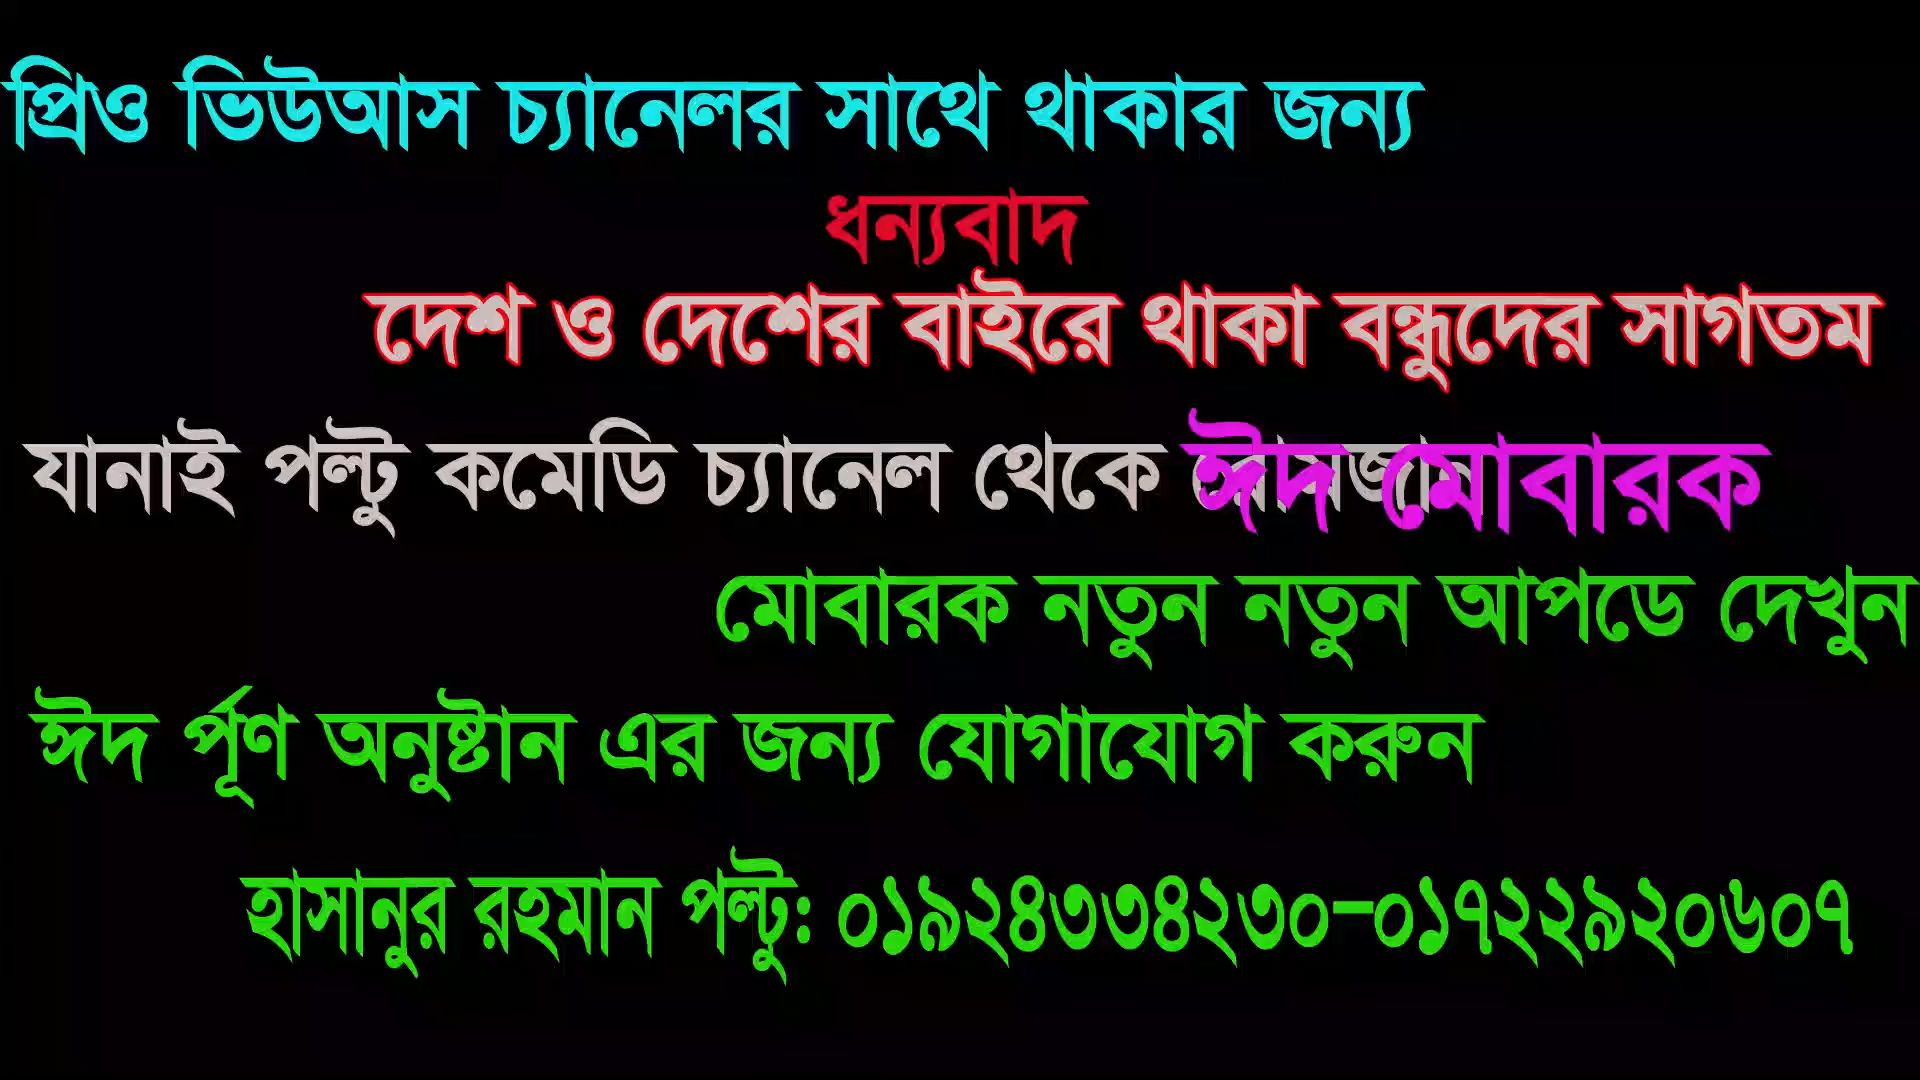 প্রিও ভিউআস চ্যানেলর সাথে থাকার জন্য
ধন্যবাদ
দেশ ও দেশের বাইরে থাকা বন্ধুদের সাগতম
যানাই পল্টু কমেডি চ্যানেল থেকে ঈদ মোবারক
মোবারক নতুন নতুন আপডে দেখুন
ঈদ র্পূণ অনুষ্টান এর জন্য যোগাযোগ করুন
হাসানুর রহমান পল্টু: ০১৯২৪৩৩৪২৩০-০১৭২২৯২০৬০৭